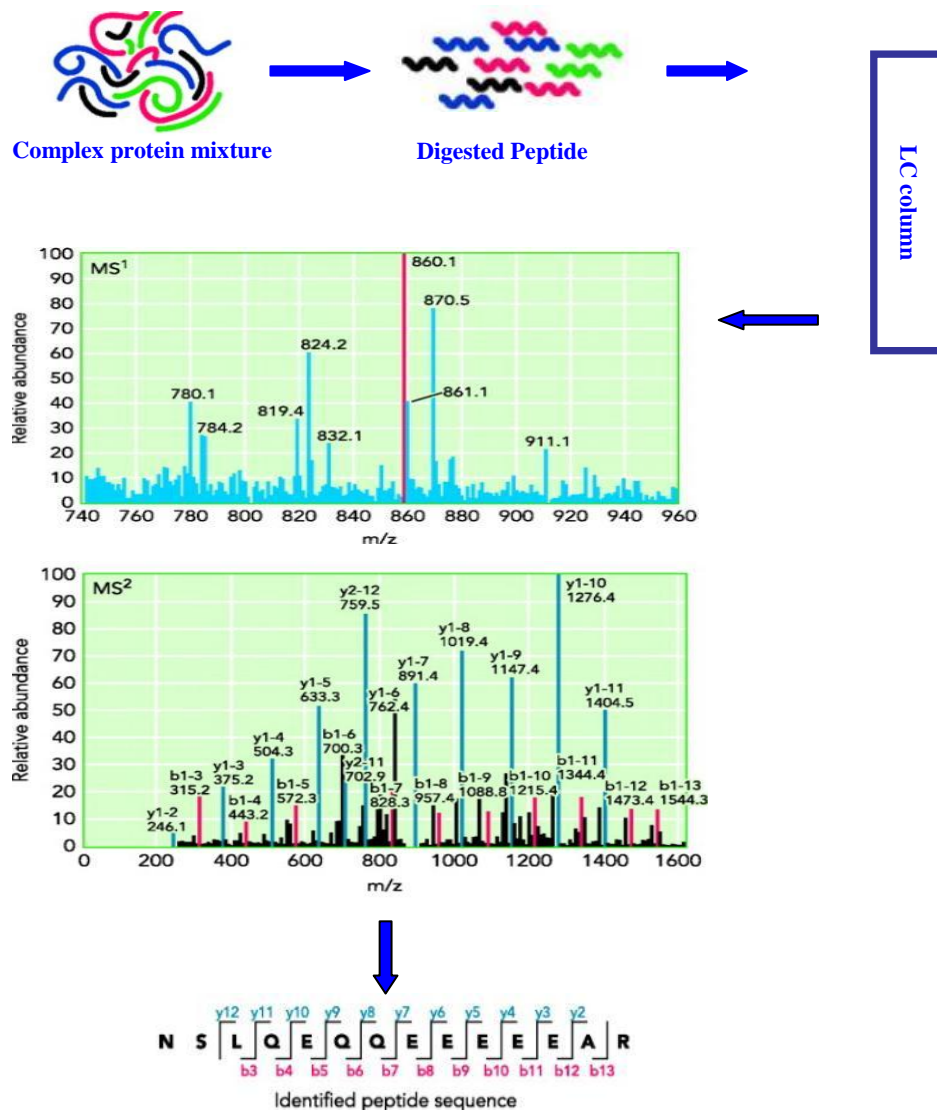 Complex protein mixture
Digested Peptide
LC column
MS1
Relative abundance
100
90
80
70
60
50
40
30
20
10
0
860.1
870.5
824.2
780.1
819.4
861.1
784.2
832.1
911.1
740 760 780 800 820 840 860 880 900 920 940 960
m/z
MS2
Relative abundance
100
90
80
70
60
50
40
30
20
10
0
y1-2
246.1
b1-3
315.2
y1-3
375.2
b1-4
443.2
y1-4
504.3
b1-5
572.3
y1-5
633.3
b1-6
700.3
y2-11
702.9
y2-12
759.5
y1-6
762.4
b1-7
828.3
y1-7
891.4
b1-8
957.4
y1-8
1019.4
b1-9
1088.8
y1-9
1147.4
b1-10
1215.4
y1-10
1276.4
b1-11
1344.4
y1-11
1404.5
b1-12
1473.4
b1-13
1544.3
0 200 400 600 800 1000 1200 1400 1600
m/z
y12 y11 y10 y9 y8 y7 y6 y5 y4 y3 y2
N S L Q E Q Q E E E E E A R
b3 b4 b5 b6 b7 b8 b9 b10 b11 b12 b13
Identified peptide sequence